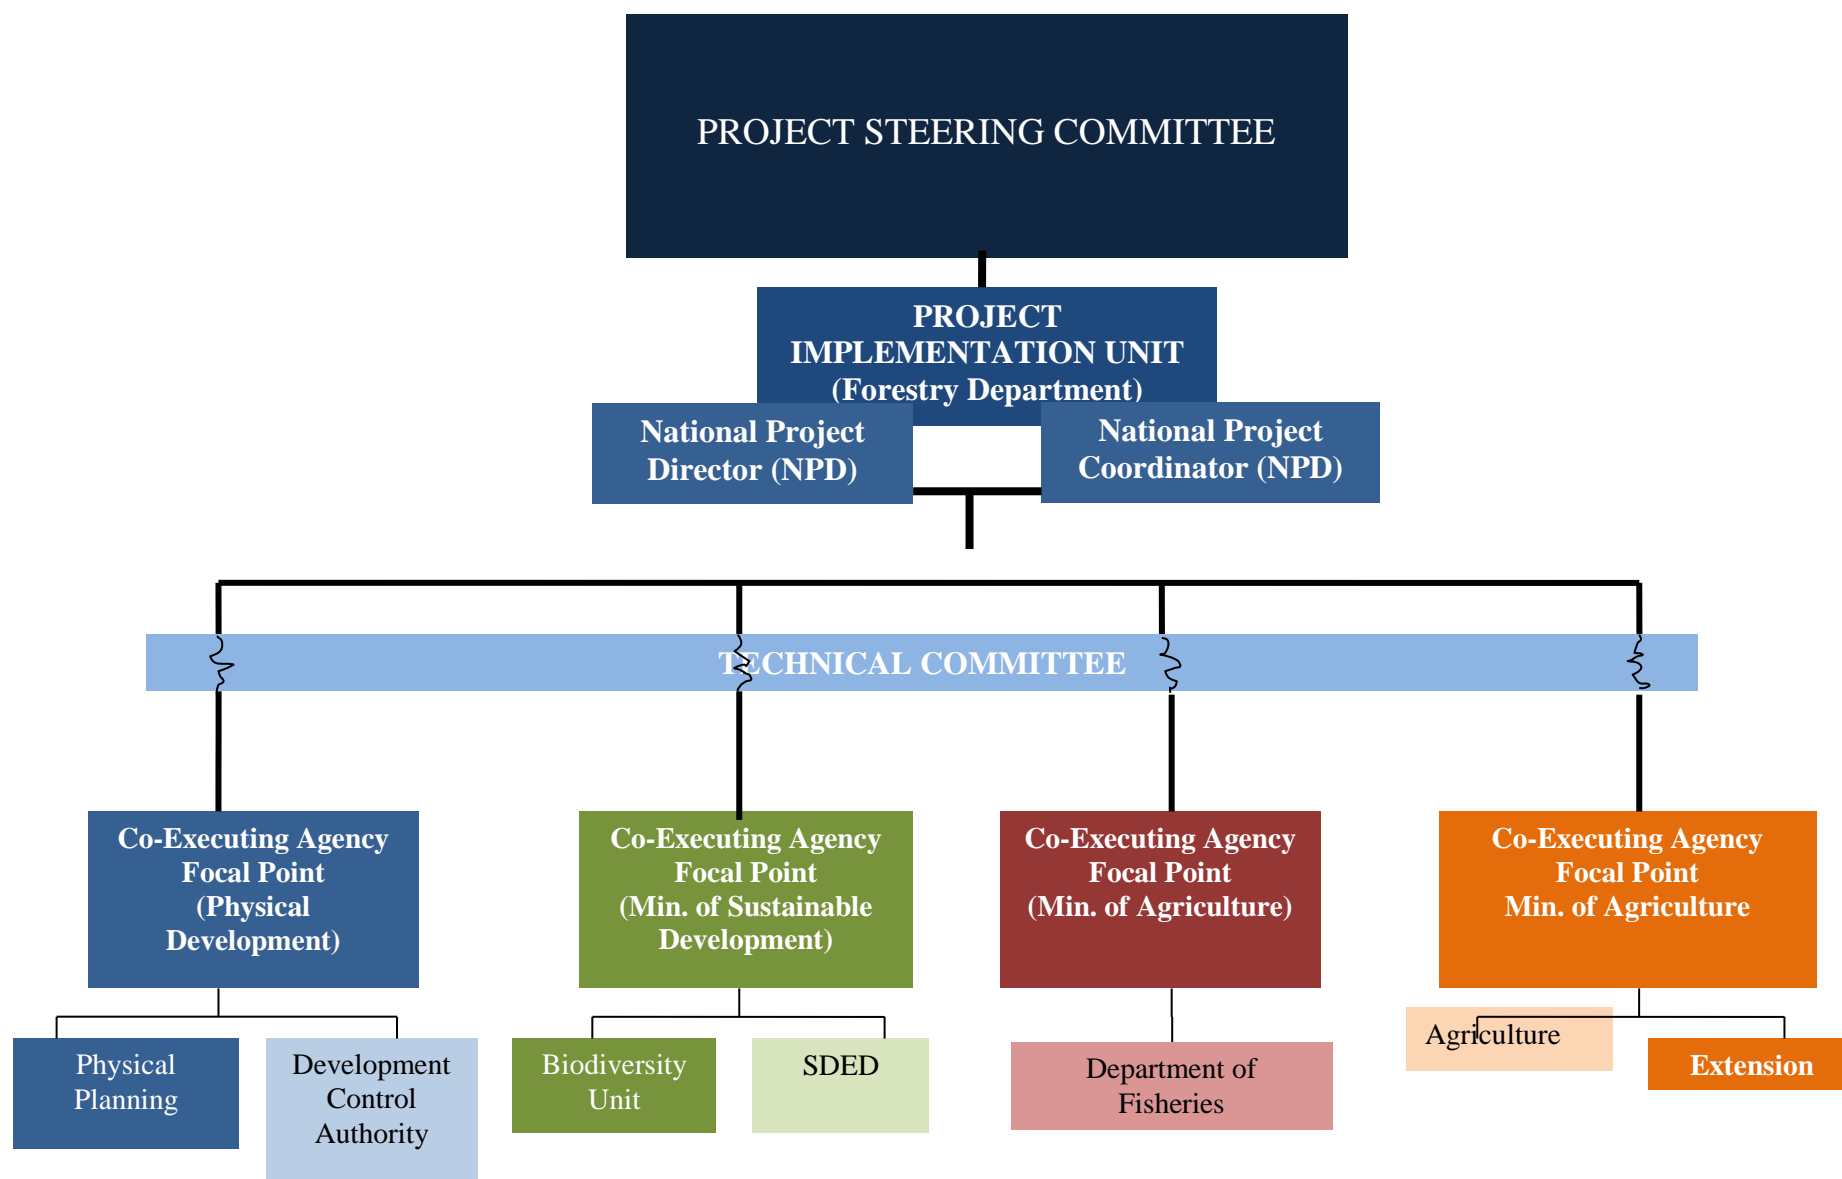 PROJECT STEERING COMMITTEE
PROJECT
IMPLEMENTATION UNIT
(Forestry Department)
National Project
Director (NPD)
National Project
Coordinator (NPD)
TECHNICAL COMMITTEE
Co-Executing Agency
Focal Point
(Physical
Development)
Co-Executing Agency
Focal Point
(Min. of Sustainable
Development)
Co-Executing Agency
Focal Point
(Min. of Agriculture)
Co-Executing Agency
Focal Point
Min. of Agriculture
Physical
Planning
Development
Control
Authority
Biodiversity
Unit
SDED
Department of
Fisheries
Agriculture
Extension